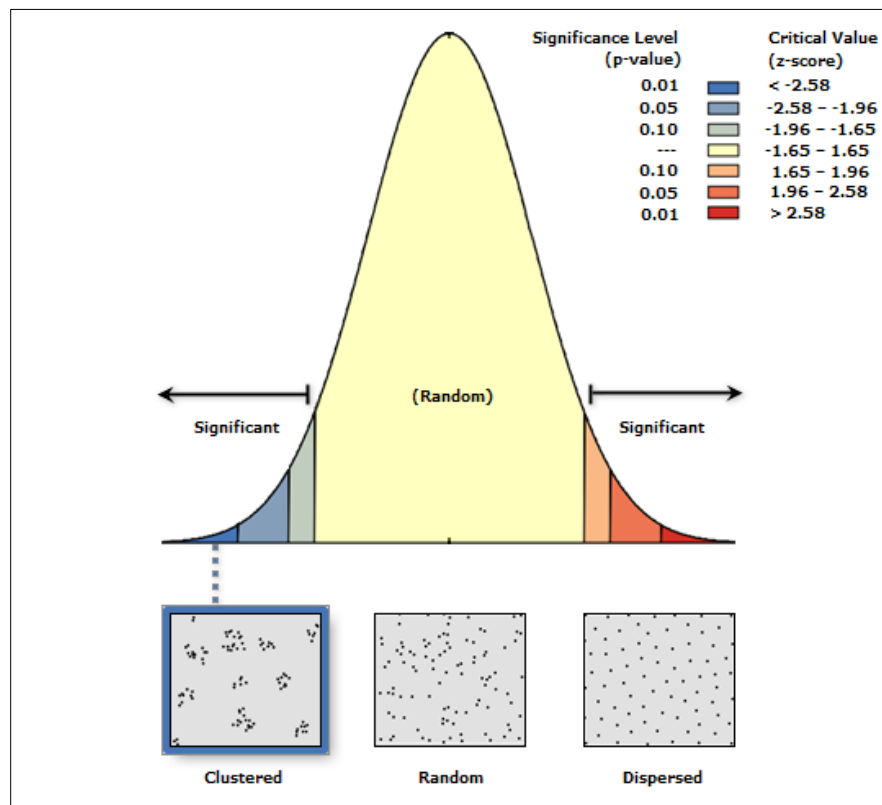 Significance Level Critical Value
(p-value) (z-score)
0.01 < -2.58
0.05 -2.58 – -1.96
0.10 -1.96 – -1.65
--- -1.65 – 1.65
0.10 1.65 – 1.96
0.05 1.96 – 2.58
0.01 > 2.58
(Random)
Significant Significant
Clustered Random Dispersed